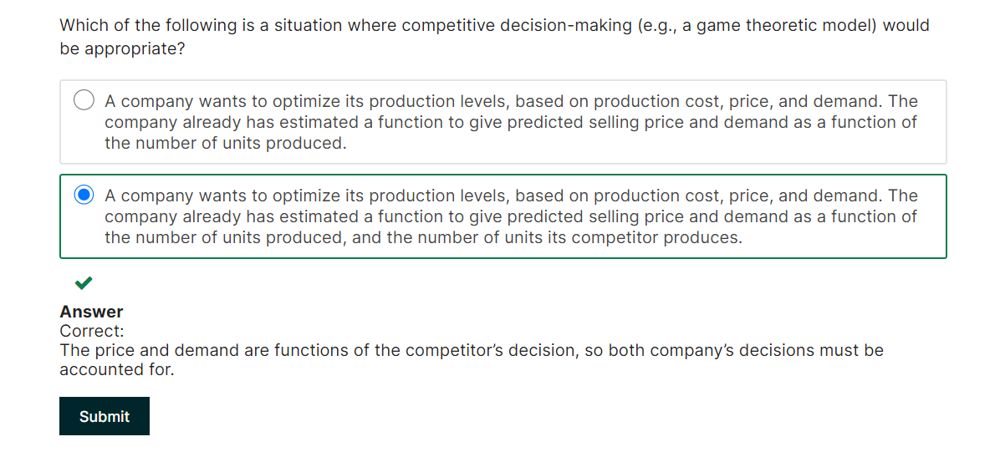 Which of the following is a situation where competitive decision-making (e.g., a game theoretic model) would
be appropriate?
A company wants to optimize its production levels, based on production cost, price, and demand. The
company already has estimated a function to give predicted selling price and demand as a function of
the number of units produced.
A company wants to optimize its production levels, based on production cost, price, and demand. The
company already has estimated a function to give predicted selling price and demand as a function of
the number of units produced, and the number of units its competitor produces.
Answer
Correct:
The price and demand are functions of the competitor’s decision, so both company’s decisions must be
accounted for.
Submit